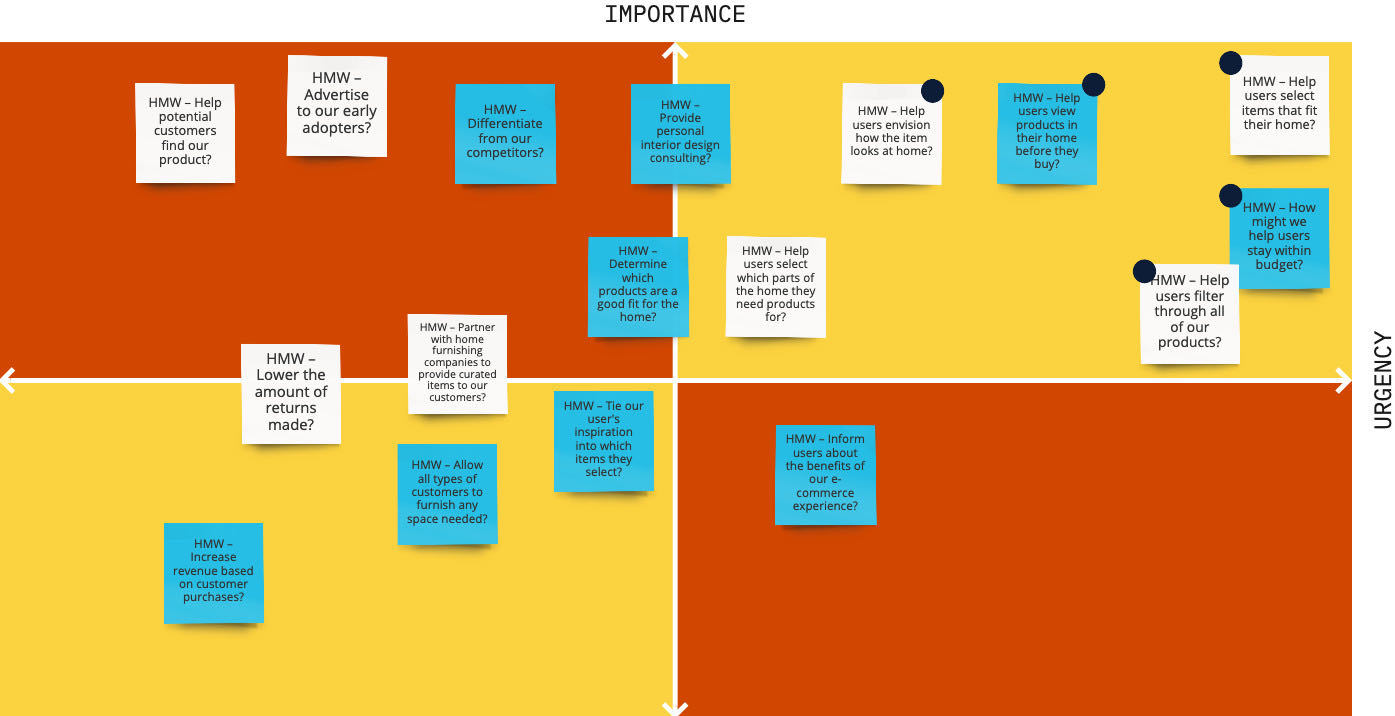 IMPORTANCE
HMW – Help
potential
customers
find our
product?
HMW –
Advertise
to our early
adopters?
HMW –
Differentiate
from our
competitors?
HMW –
Provide
personal
interior design
consulting?
HMW – Help
users envision
how the item
looks at home?
HMW – Help
users view
products in
their home
before they
buy?
HMW – Help
users select
items that fit
their home?
HMW – How
might we
help users
stay within
budget?
HMW –
Determine
which
products are a
good fit for the
home?
HMW – Help
users select
which parts of
the home they
need products
for?
HMW – Help
users filter
through all
of our
products?
HMW –
Lower the
amount of
returns
made?
HMW – Partner
with home
furnishing
companies to
provide curated
items to our
customers?
URGENCY
HMW – Tie our
user's
inspiration
into which
items they
select?
HMW – Allow
all types of
customers to
furnish any
space needed?
HMW – Inform
users about
the benefits of
our e-
commerce
experience?
HMW –
Increase
revenue based
on customer
purchases?